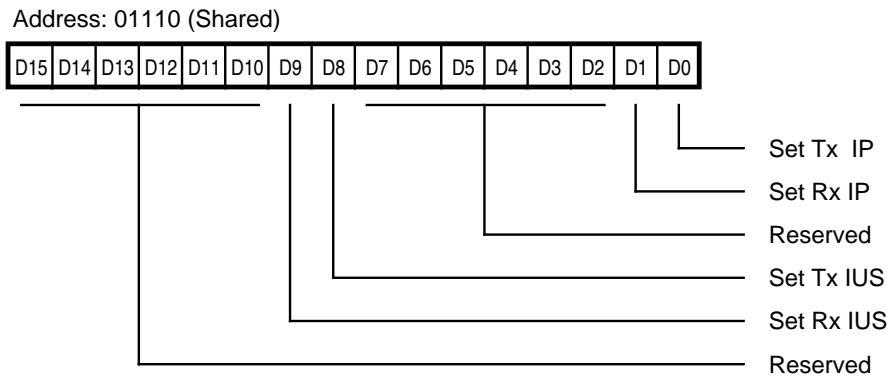 Address: 01110 (Shared)
D15 D14 D13 D12 D11 D10 D9 D8 D7 D6 D5 D4 D3 D2 D1 D0
Set Tx IP
Set Rx IP
Reserved
Set Tx IUS
Set Rx IUS
Reserved